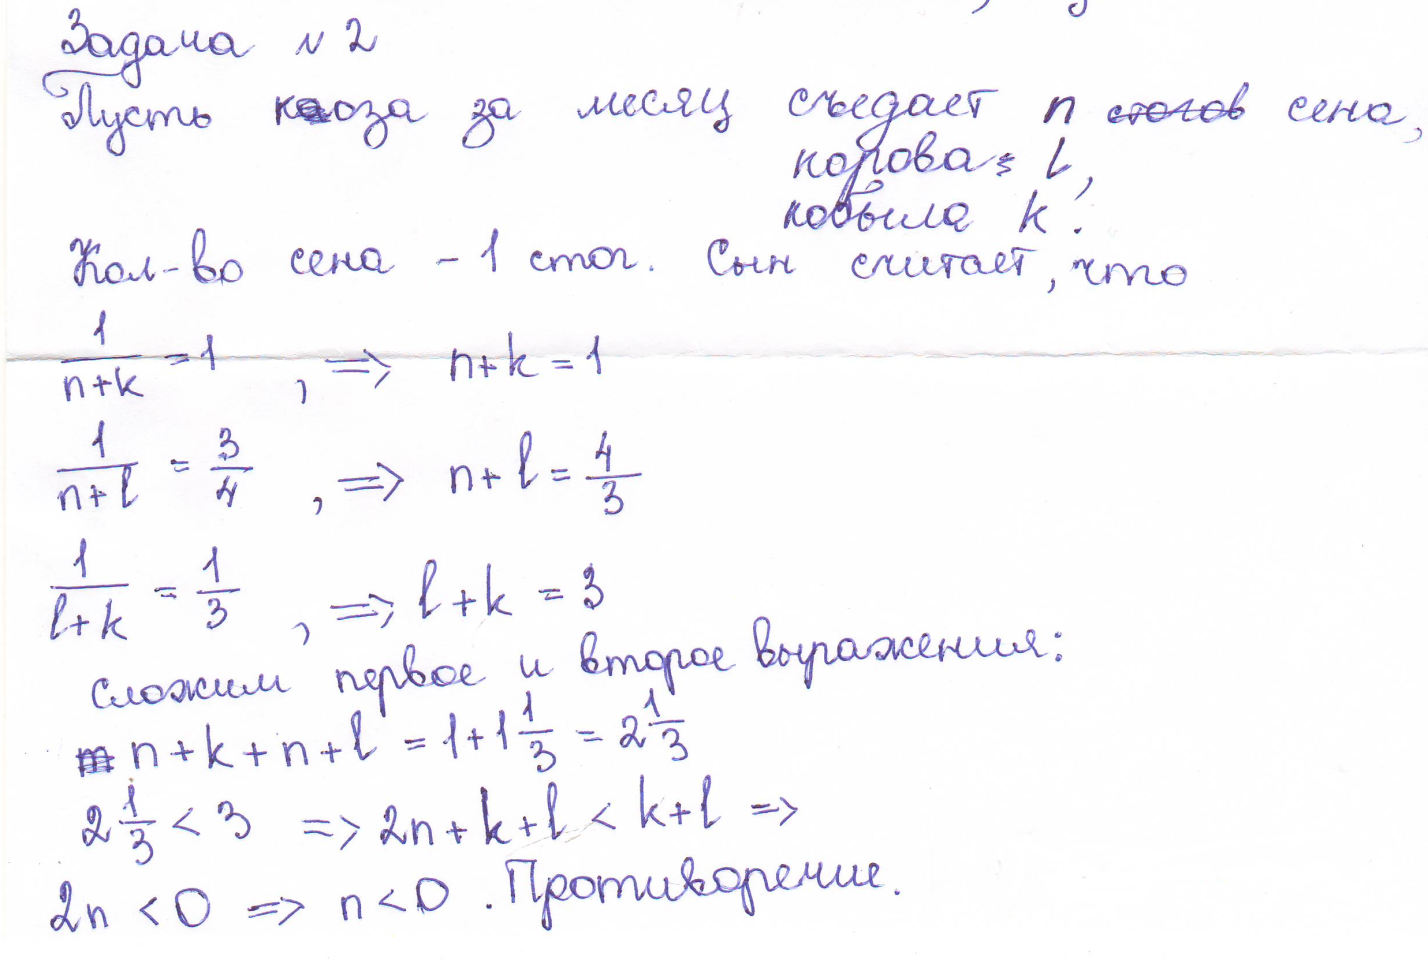 Задача N 2
Пусть коза за месяц съедает n стогов сена,
корова l,
кобыла k.
Кол-во сена - 1 стог. Сын считает, что
1/(n+k) = 1, => n+k = 1
1/(n+l) = 3/4, => n+l = 4/3
1/(l+k) = 1/3, => l+k = 3
сложим первое и второе выражения:
n+k+n+l = 1+1 1/3 = 2 1/3
2 1/3 < 3 => 2n+k+l < k+l =>
2n < 0 => n < 0. Противоречие.